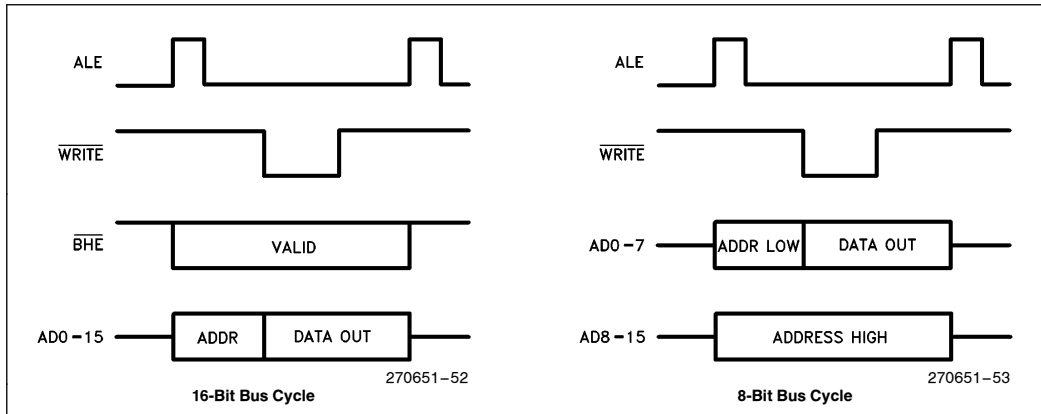 ALE
WRITE
BHE
VALID
AD0-15
ADDR
DATA OUT
270651-52
16-Bit Bus Cycle
ALE
WRITE
AD0-7
ADDR LOW
DATA OUT
AD8-15
ADDRESS HIGH
270651-53
8-Bit Bus Cycle